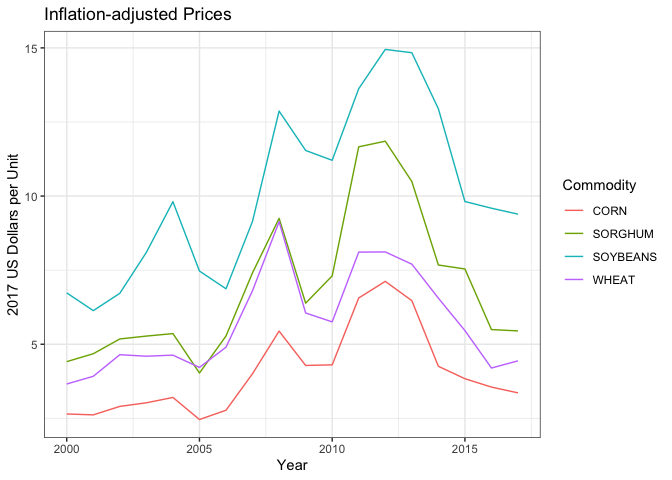 Inflation-adjusted Prices
15
10
5
2017 US Dollars per Unit
2000
2005
2010
2015
Year
Commodity
CORN
SORGHUM
SOYBEANS
WHEAT